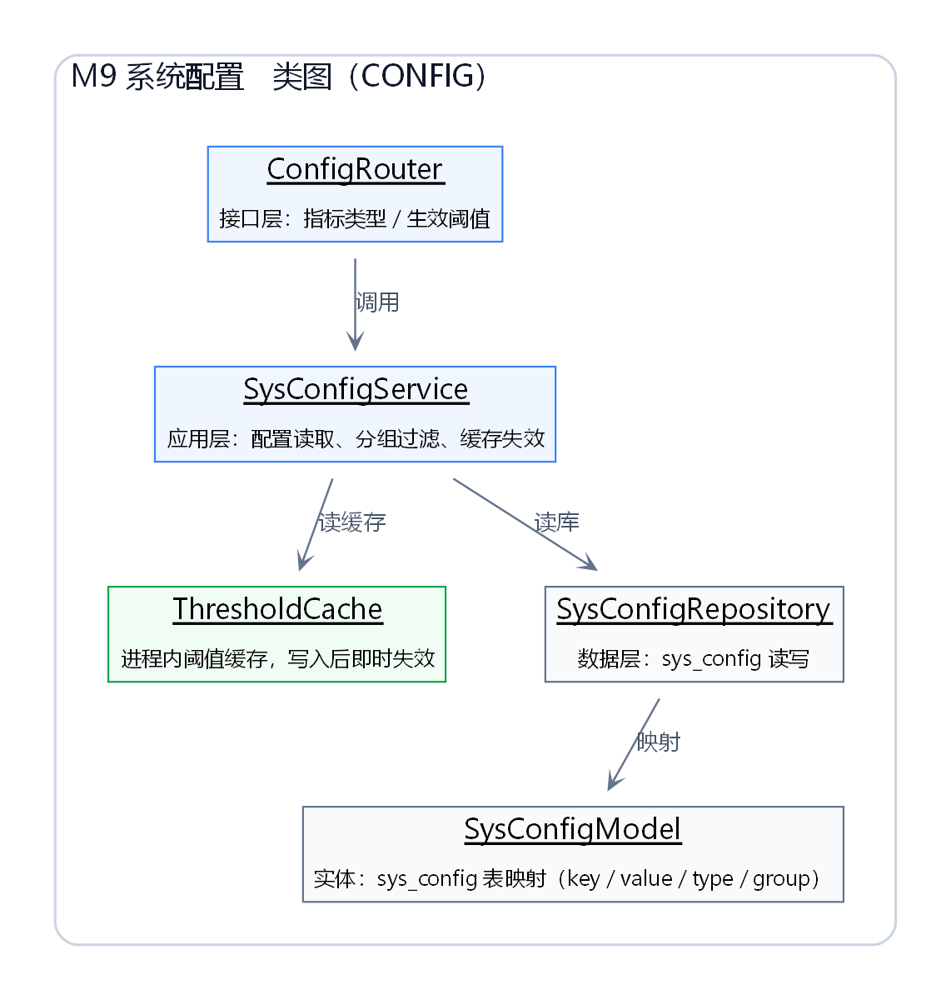 M9 系统配置　类图（CONFIG）
ConfigRouter
接口层：指标类型 / 生效阈值
调用
SysConfigService
应用层：配置读取、分组过滤、缓存失效
读缓存
读库
ThresholdCache
进程内阈值缓存，写入后即时失效
SysConfigRepository
数据层：sys_config 读写
映射
SysConfigModel
实体：sys_config 表映射（key / value / type / group）